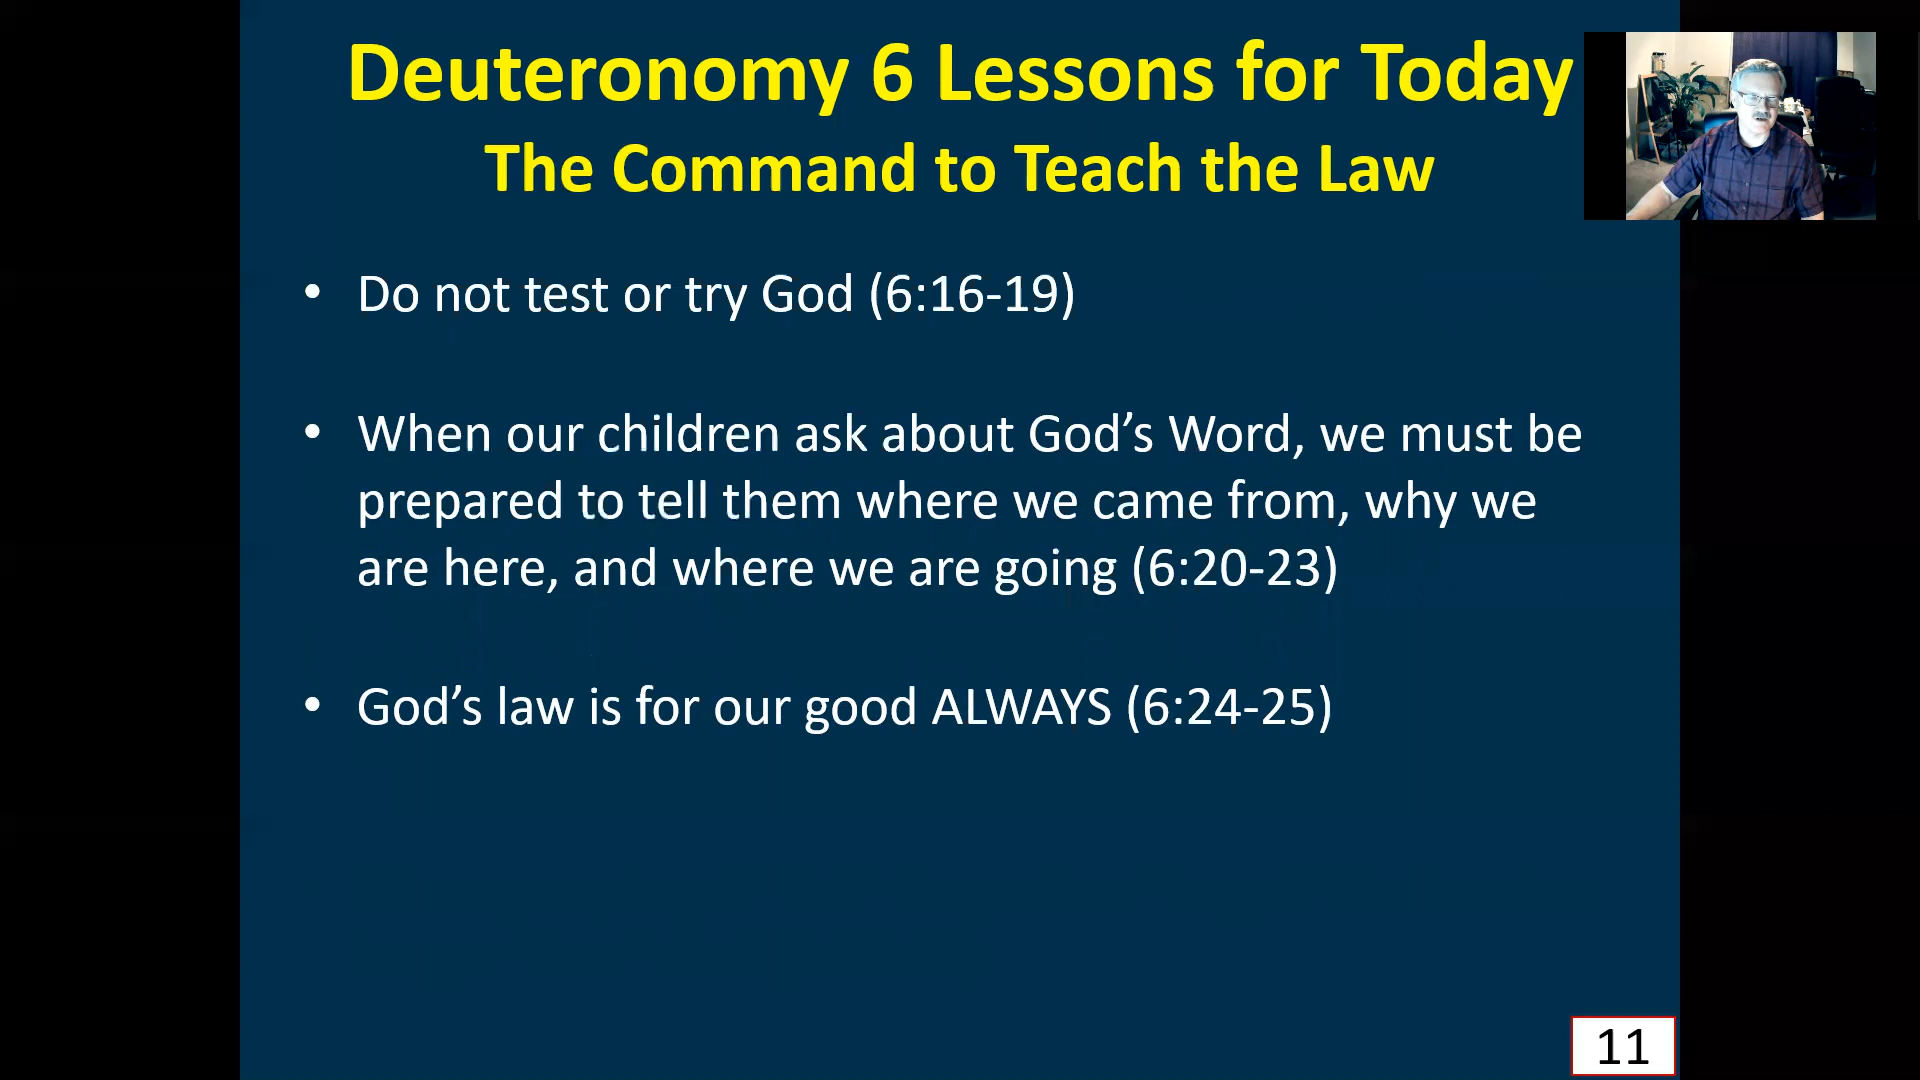 Deuteronomy 6 Lessons for Today
The Command to Teach the Law
• Do not test or try God (6:16-19)
• When our children ask about God’s Word, we must be
prepared to tell them where we came from, why we
are here, and where we are going (6:20-23)
• God’s law is for our good ALWAYS (6:24-25)
11